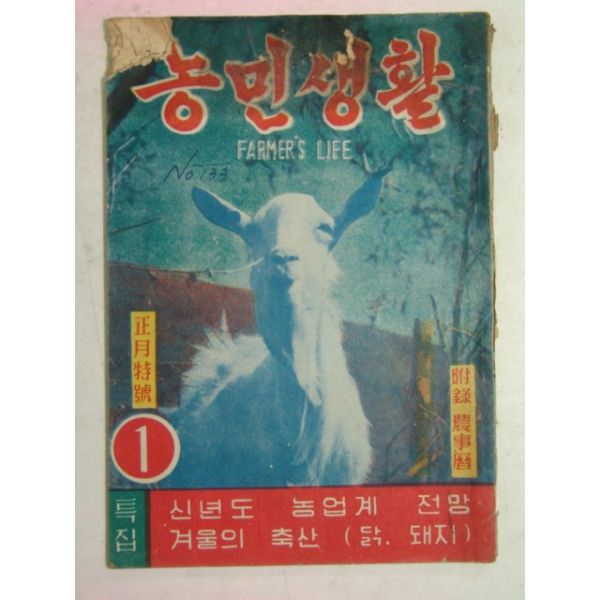 농민생활
FARMER'S LIFE
No 133
正月特號
附錄 農事曆
1
특집
신년도 농업계 전망
겨울의 축산 (닭. 돼지)